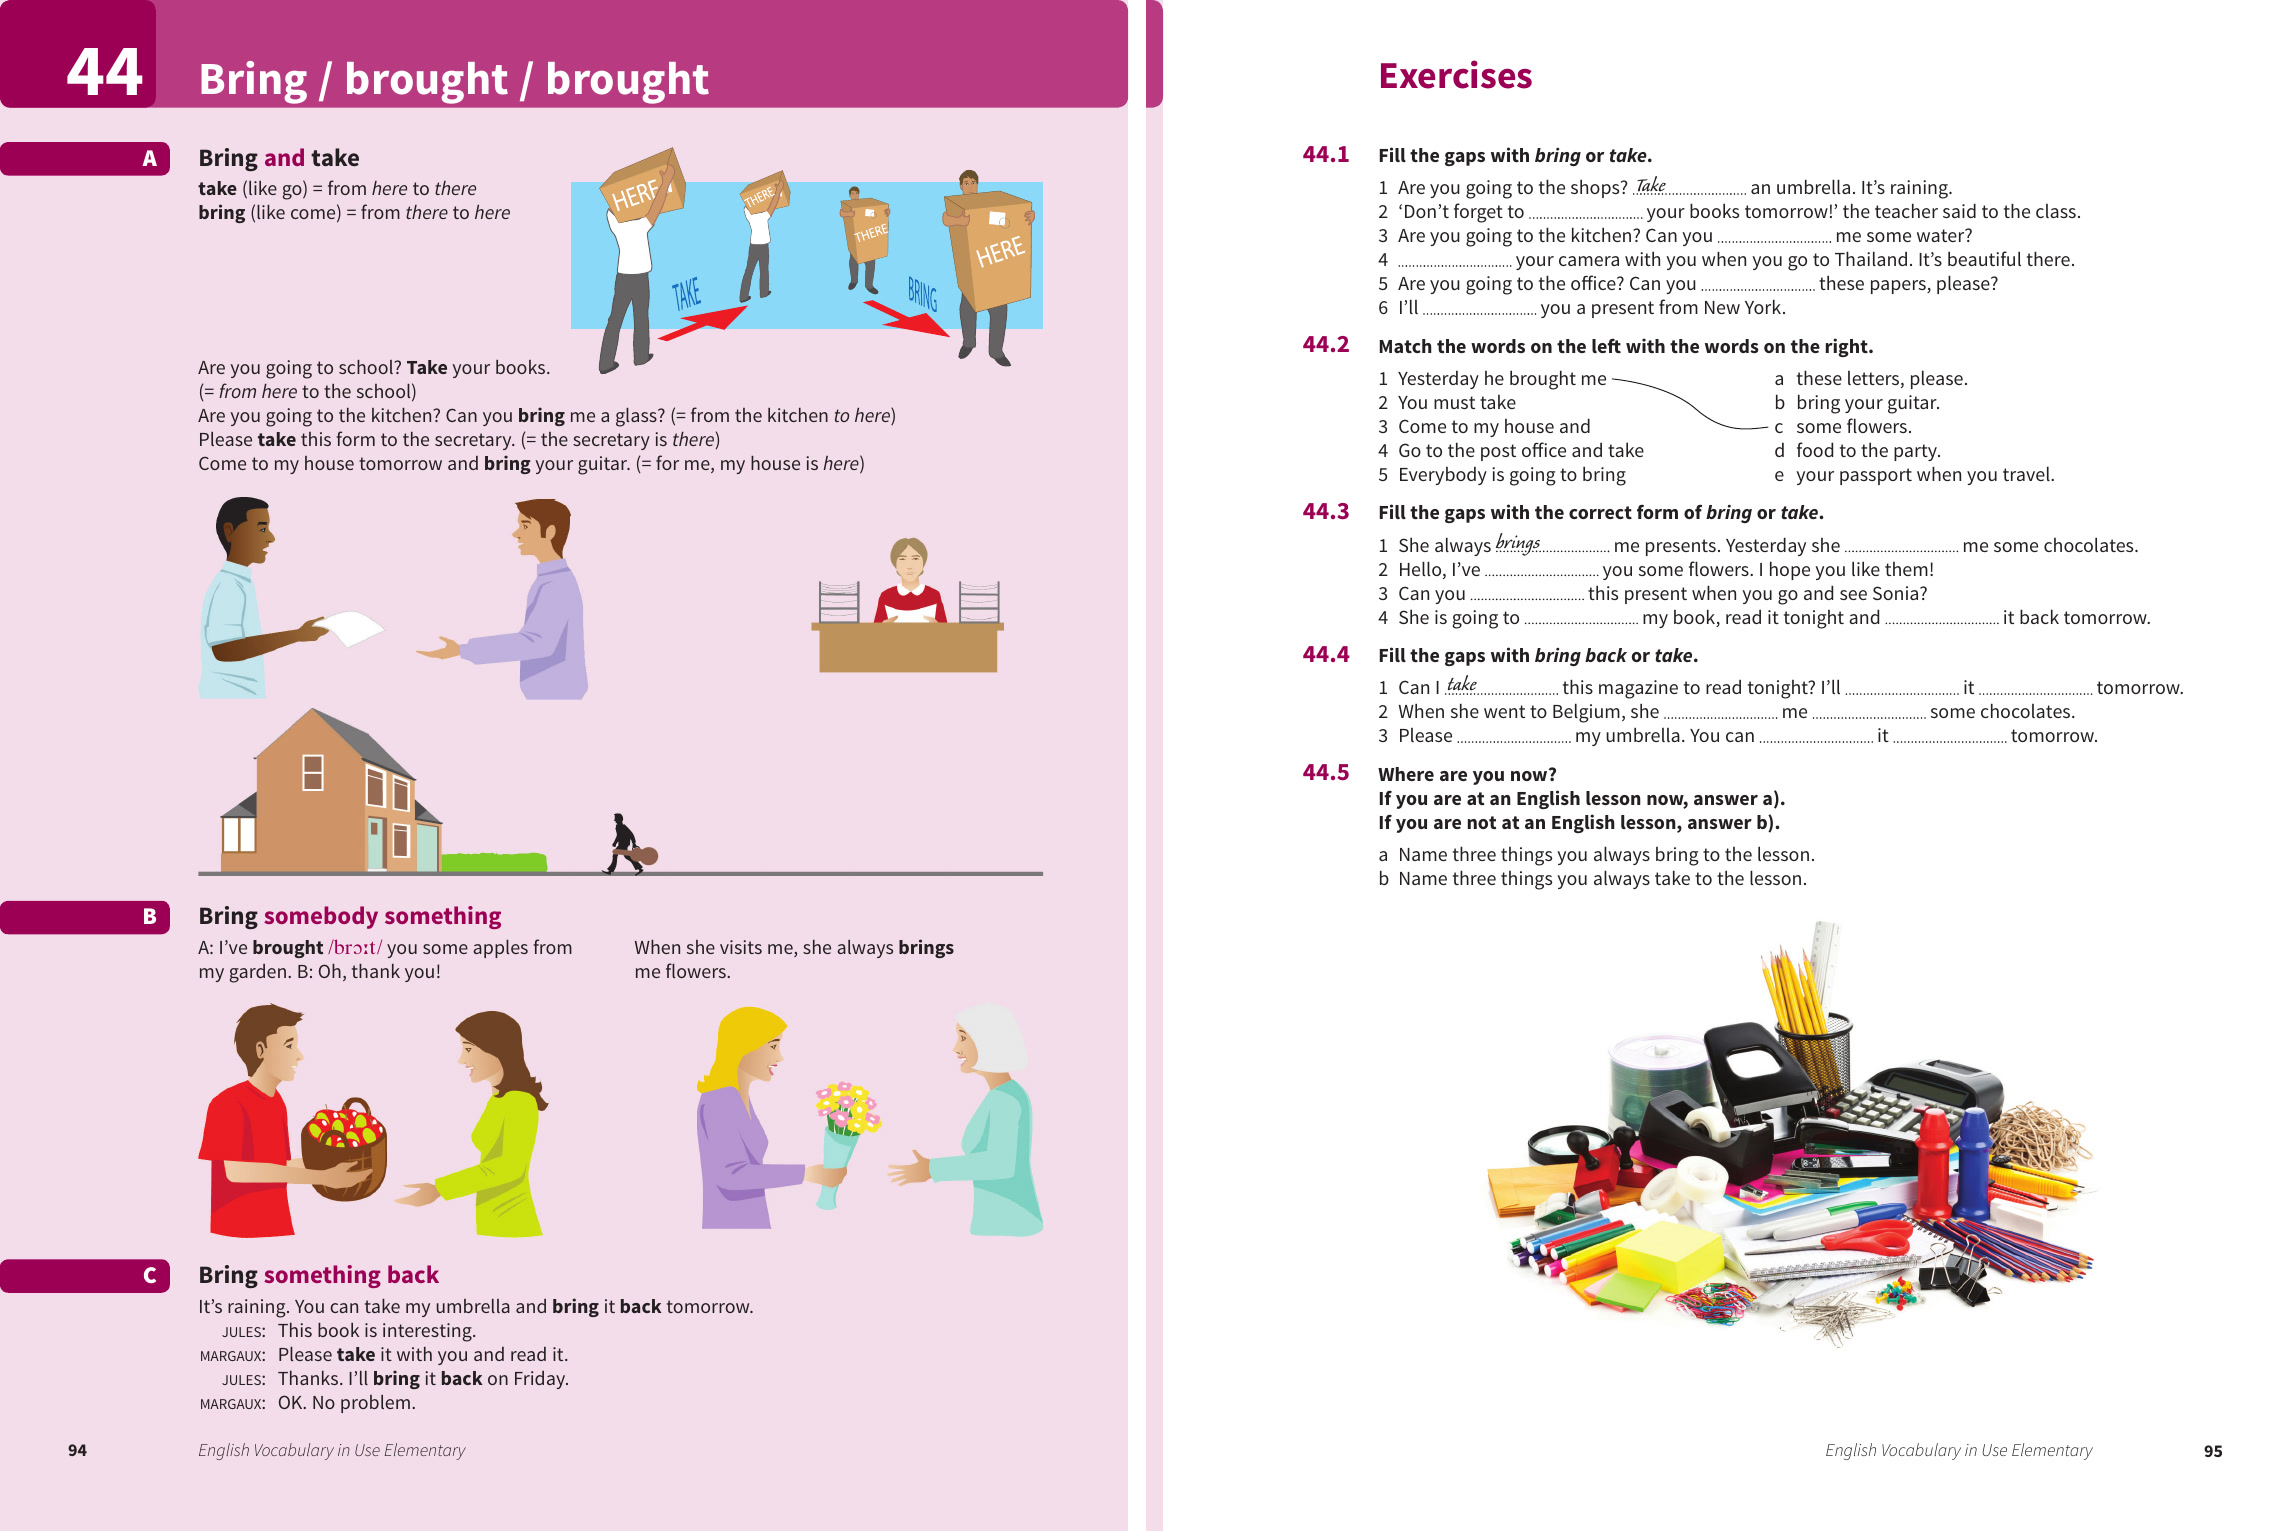 44
Bring / brought / brought
A
Bring and take
take (like go) = from here to there
bring (like come) = from there to here
HERE
THERE
THERE
HERE
TAKE
BRING
Are you going to school? Take your books.
(= from here to the school)
Are you going to the kitchen? Can you bring me a glass? (= from the kitchen to here)
Please take this form to the secretary. (= the secretary is there)
Come to my house tomorrow and bring your guitar. (= for me, my house is here)
B
Bring somebody something
A: I’ve brought /brɔːt/ you some apples from
my garden. B: Oh, thank you!
When she visits me, she always brings
me flowers.
C
Bring something back
It’s raining. You can take my umbrella and bring it back tomorrow.
JULES: This book is interesting.
MARGAUX: Please take it with you and read it.
JULES: Thanks. I’ll bring it back on Friday.
MARGAUX: OK. No problem.
94
English Vocabulary in Use Elementary
Exercises
44.1 Fill the gaps with bring or take.
1 Are you going to the shops? Take an umbrella. It’s raining.
2 ‘Don’t forget to ................................ your books tomorrow!’ the teacher said to the class.
3 Are you going to the kitchen? Can you ................................ me some water?
4 ................................ your camera with you when you go to Thailand. It’s beautiful there.
5 Are you going to the office? Can you ................................ these papers, please?
6 I’ll ................................ you a present from New York.
44.2 Match the words on the left with the words on the right.
1 Yesterday he brought me a these letters, please.
2 You must take b bring your guitar.
3 Come to my house and c some flowers.
4 Go to the post office and take d food to the party.
5 Everybody is going to bring e your passport when you travel.
44.3 Fill the gaps with the correct form of bring or take.
1 She always brings me presents. Yesterday she ................................ me some chocolates.
2 Hello, I’ve ................................ you some flowers. I hope you like them!
3 Can you ................................ this present when you go and see Sonia?
4 She is going to ................................ my book, read it tonight and ................................ it back tomorrow.
44.4 Fill the gaps with bring back or take.
1 Can I take this magazine to read tonight? I’ll ................................ it ................................ tomorrow.
2 When she went to Belgium, she ................................ me ................................ some chocolates.
3 Please ................................ my umbrella. You can ................................ it ................................ tomorrow.
44.5 Where are you now?
If you are at an English lesson now, answer a).
If you are not at an English lesson, answer b).
a Name three things you always bring to the lesson.
b Name three things you always take to the lesson.
English Vocabulary in Use Elementary
95